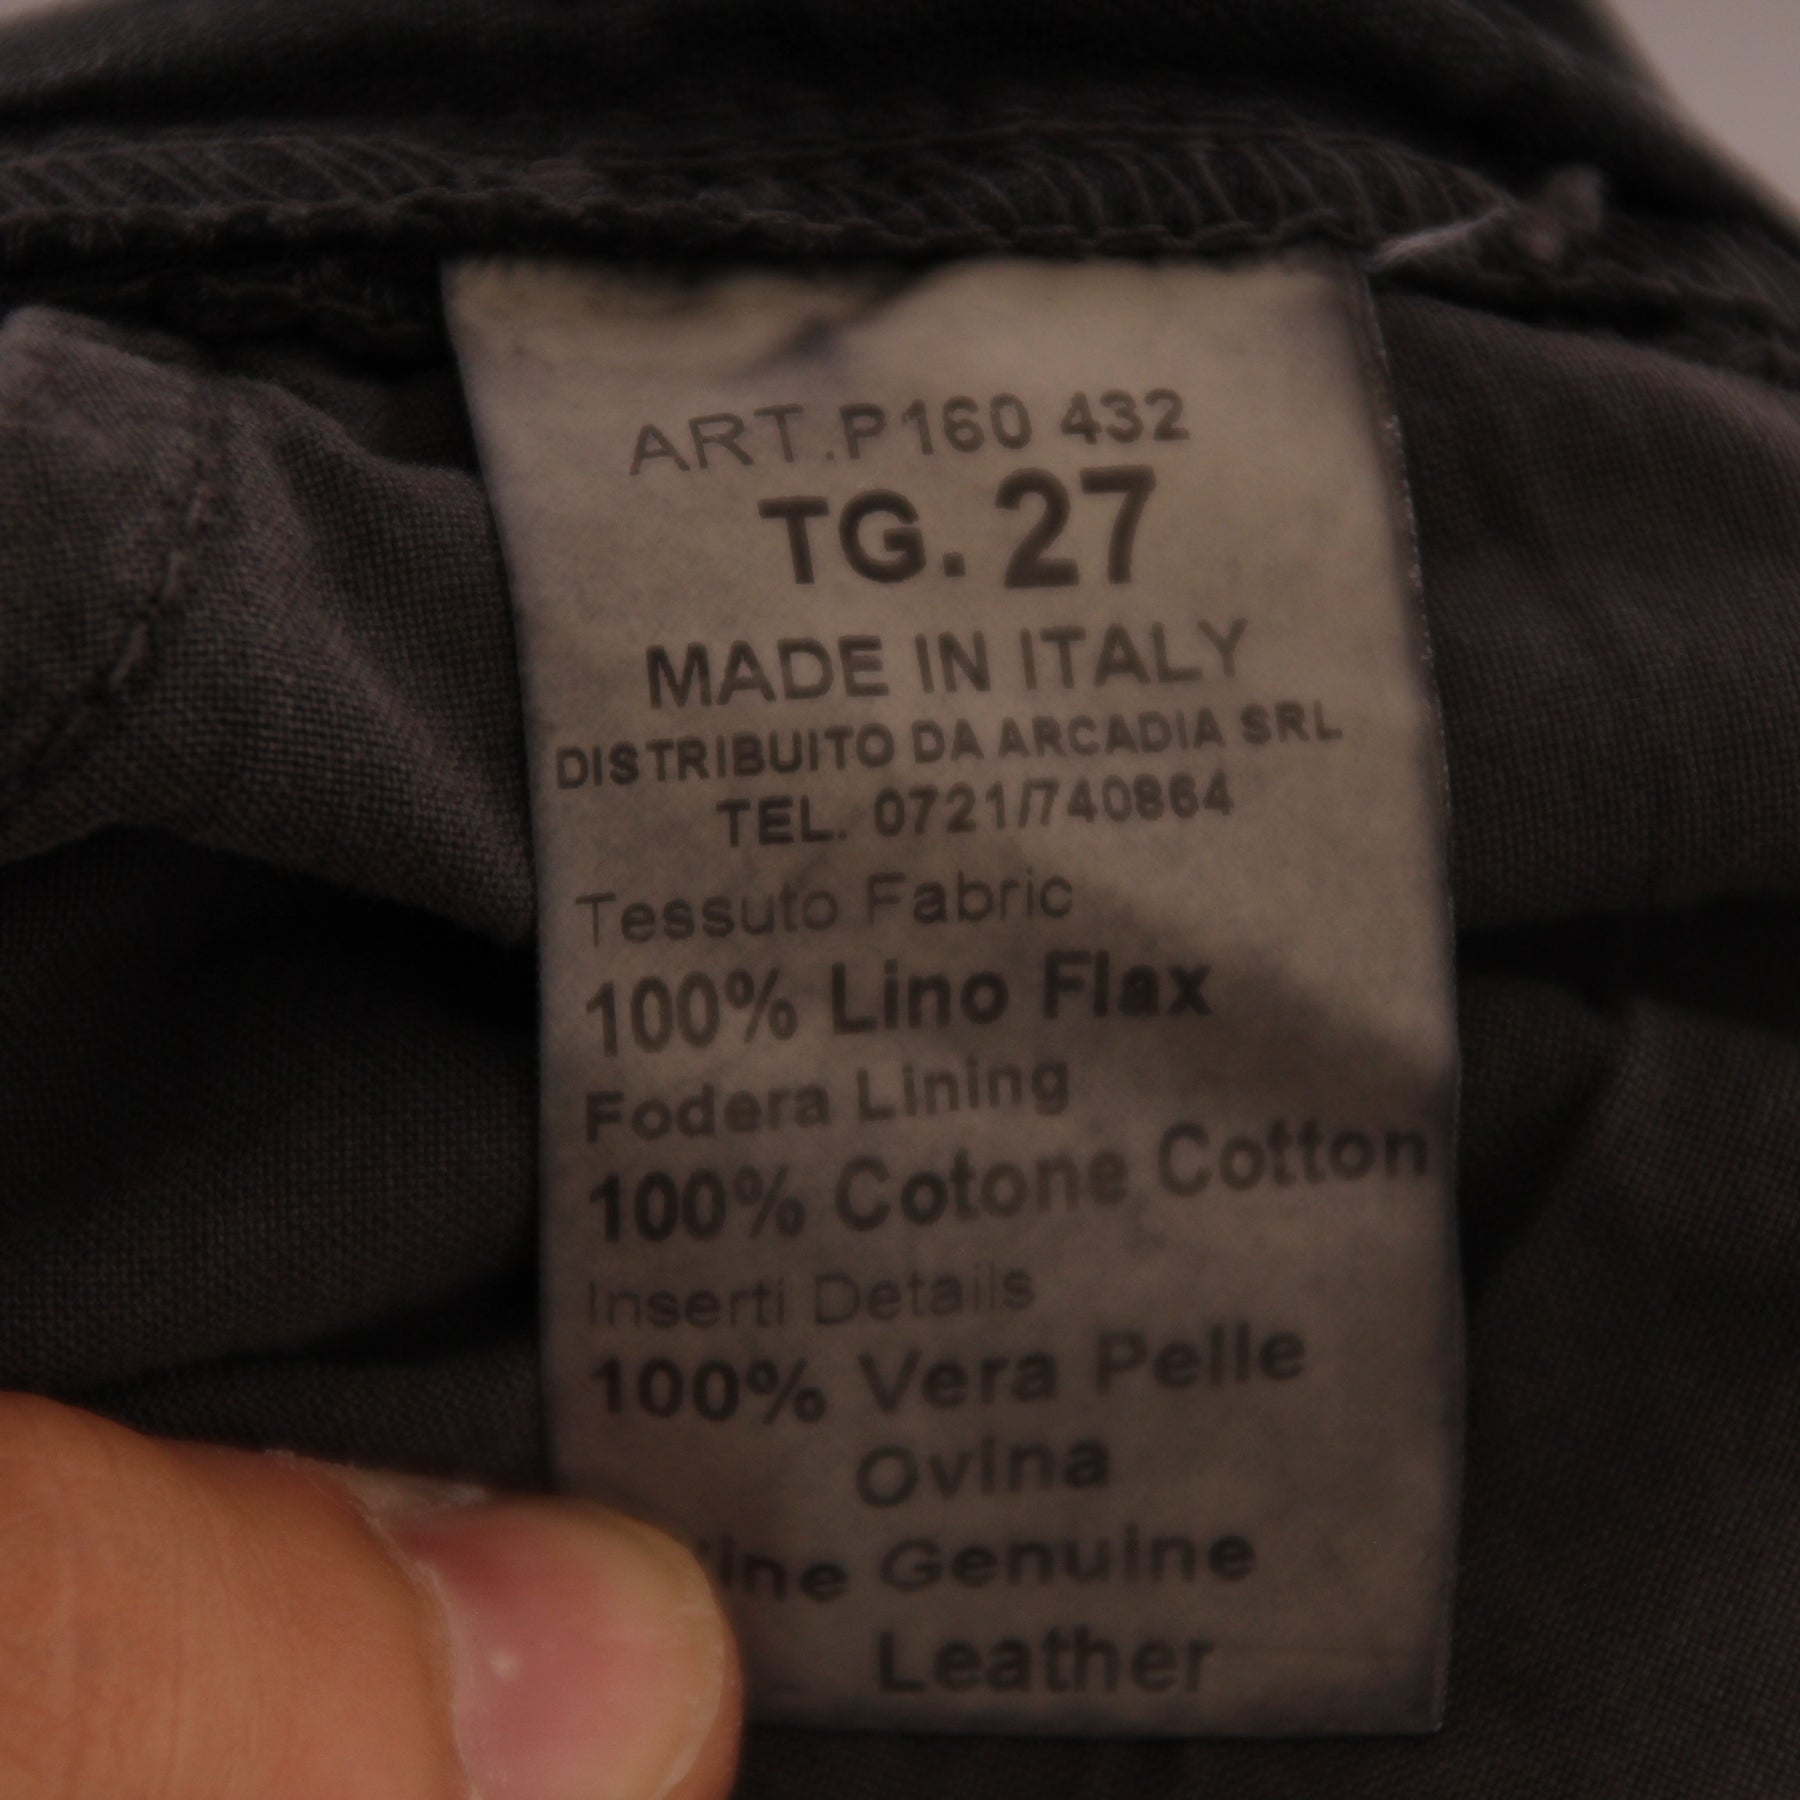 ART.P160 432
TG. 27
MADE IN ITALY
DISTRIBUITO DA ARCADIA SRL
TEL. 0721/740864
Tessuto Fabric
100% Lino Flax
Fodera Lining
100% Cotone Cotton
Inserti Details
100% Vera Pelle
Ovina
Genuine
Leather